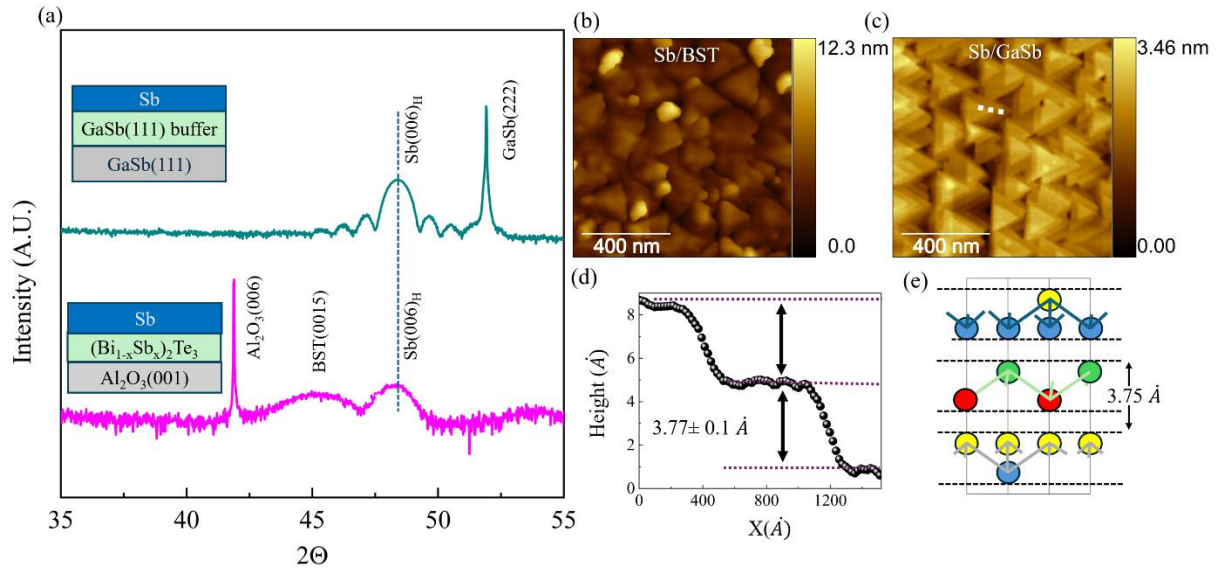 (a)
Sb
GaSb(111) buffer
GaSb(111)
Sb(006)H
GaSb(222)
Sb
(Bi1-xSbx)2Te3
Al2O3(001)
Al2O3(006)
BST(0015)
Sb(006)H
Intensity (A.U.)
35 40 45 50 55
2Θ
(b)
Sb/BST
400 nm
12.3 nm
0.0
(c)
Sb/GaSb
400 nm
3.46 nm
0.00
(d)
8
6
4
2
0
Height (Å)
3.77± 0.1 Å
0 400 800 1200
X(Å)
(e)
3.75 Å